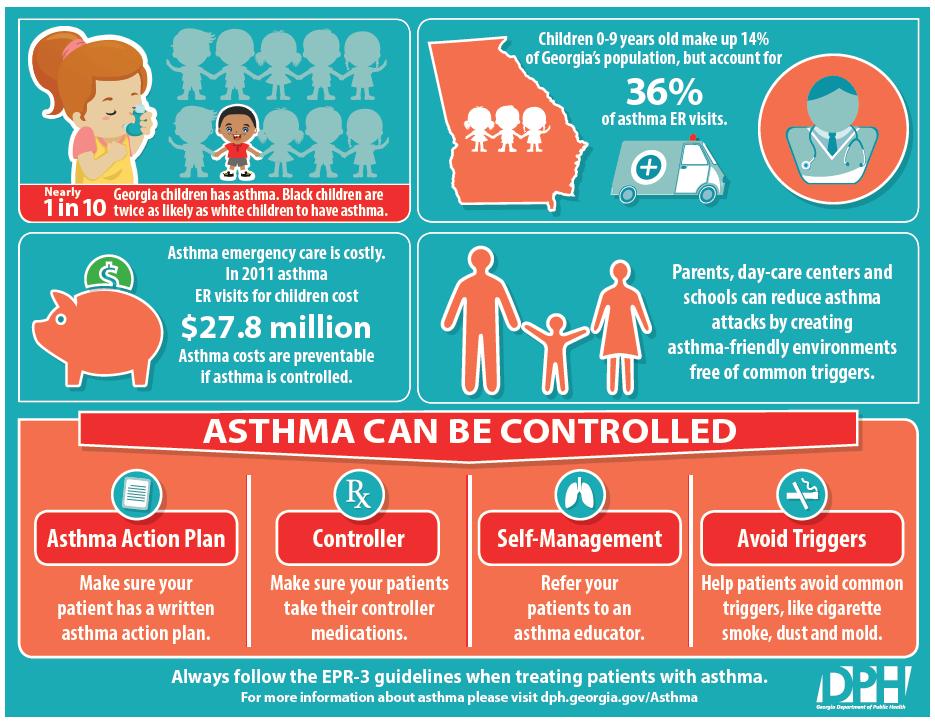 Nearly
1 in 10
Georgia children has asthma. Black children are
twice as likely as white children to have asthma.
Children 0-9 years old make up 14%
of Georgia's population, but account for
36%
of asthma ER visits.
Asthma emergency care is costly.
In 2011 asthma
ER visits for children cost
$27.8 million
Asthma costs are preventable
if asthma is controlled.
$
Parents, day-care centers and
schools can reduce asthma
attacks by creating
asthma-friendly environments
free of common triggers.
ASTHMA CAN BE CONTROLLED
Asthma Action Plan
Make sure your
patient has a written
asthma action plan.
Rx
Controller
Make sure your patients
take their controller
medications.
Self-Management
Refer your
patients to an
asthma educator.
Avoid Triggers
Help patients avoid common
triggers, like cigarette
smoke, dust and mold.
Always follow the EPR-3 guidelines when treating patients with asthma.
For more information about asthma please visit dph.georgia.gov/Asthma
DPH
Georgia Department of Public Health